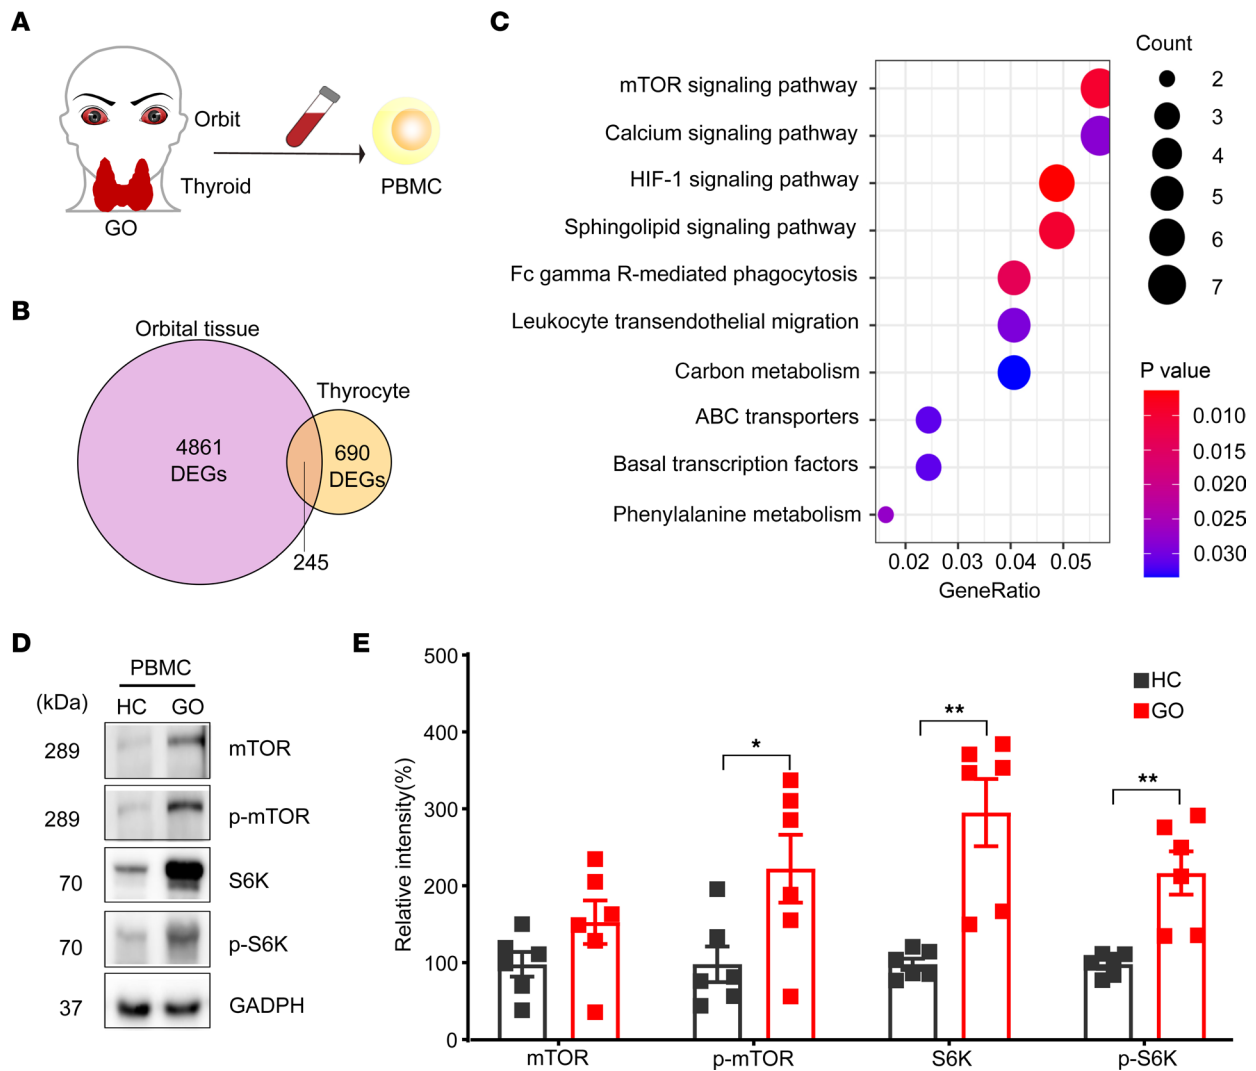 A
Orbit
Thyroid
GO
PBMC
B
Orbital tissue
Thyrocyte
4861
DEGs
690
DEGs
245
C
mTOR signaling pathway
Calcium signaling pathway
HIF-1 signaling pathway
Sphingolipid signaling pathway
Fc gamma R-mediated phagocytosis
Leukocyte transendothelial migration
Carbon metabolism
ABC transporters
Basal transcription factors
Phenylalanine metabolism
0.02 0.03 0.04 0.05
GeneRatio
Count
2
3
4
5
6
7
P value
0.010
0.015
0.020
0.025
0.030
D
PBMC
(kDa) HC GO
289 mTOR
289 p-mTOR
70 S6K
70 p-S6K
37 GADPH
E
Relative intensity(%)
500
400
300
200
100
0
* ** **
HC
GO
mTOR p-mTOR S6K p-S6K